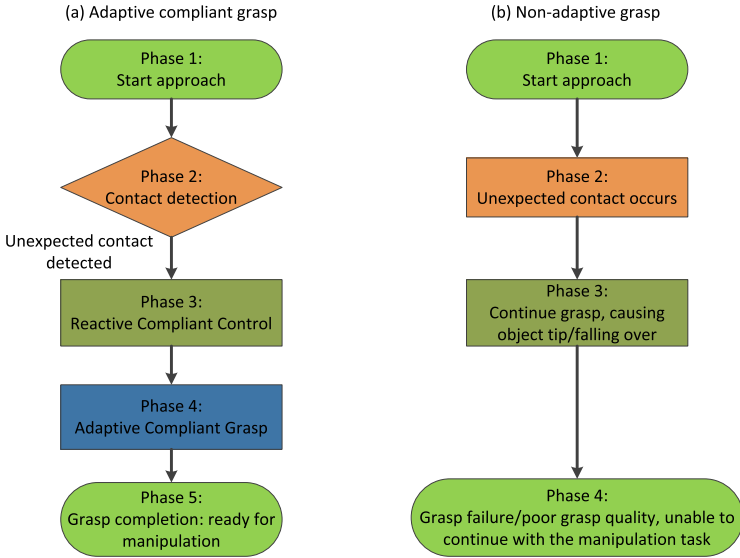 (a) Adaptive compliant grasp
Phase 1:
Start approach
Phase 2:
Contact detection
Unexpected contact
detected
Phase 3:
Reactive Compliant Control
Phase 4:
Adaptive Compliant Grasp
Phase 5:
Grasp completion: ready for
manipulation
(b) Non-adaptive grasp
Phase 1:
Start approach
Phase 2:
Unexpected contact occurs
Phase 3:
Continue grasp, causing
object tip/falling over
Phase 4:
Grasp failure/poor grasp quality, unable to
continue with the manipulation task